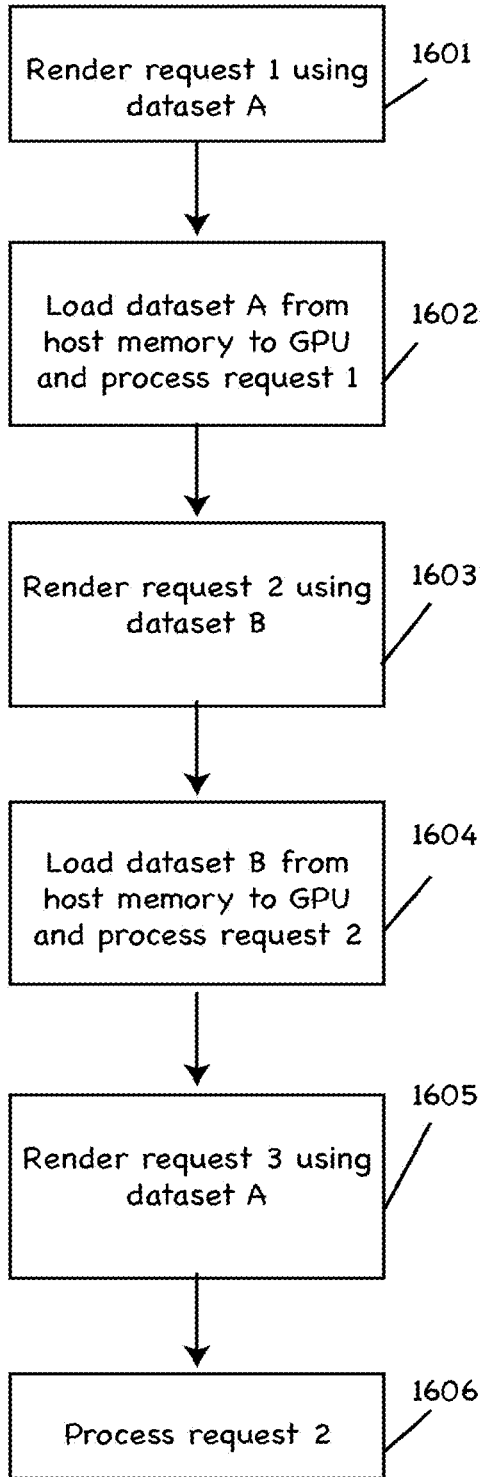 Render request 1 using
dataset A
1601
Load dataset A from
host memory to GPU
and process request 1
1602
Render request 2 using
dataset B
1603
Load dataset B from
host memory to GPU
and process request 2
1604
Render request 3 using
dataset A
1605
Process request 2
1606